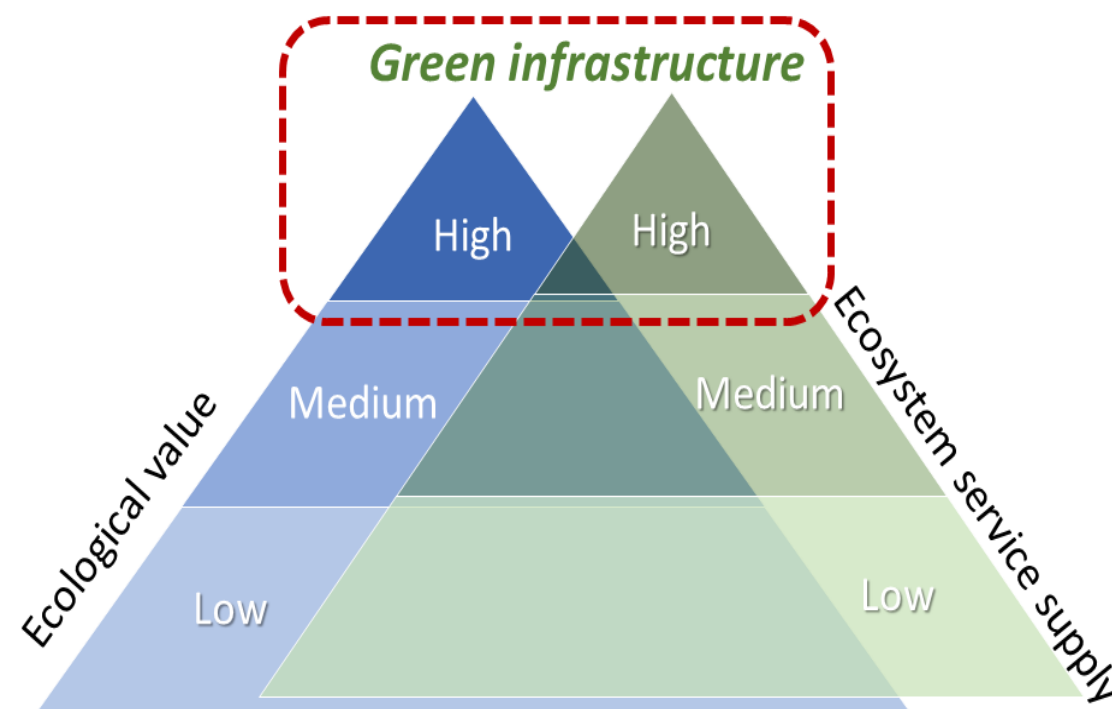 Green infrastructure
High
High
Medium
Medium
Low
Low
Ecological value
Ecosystem service supply